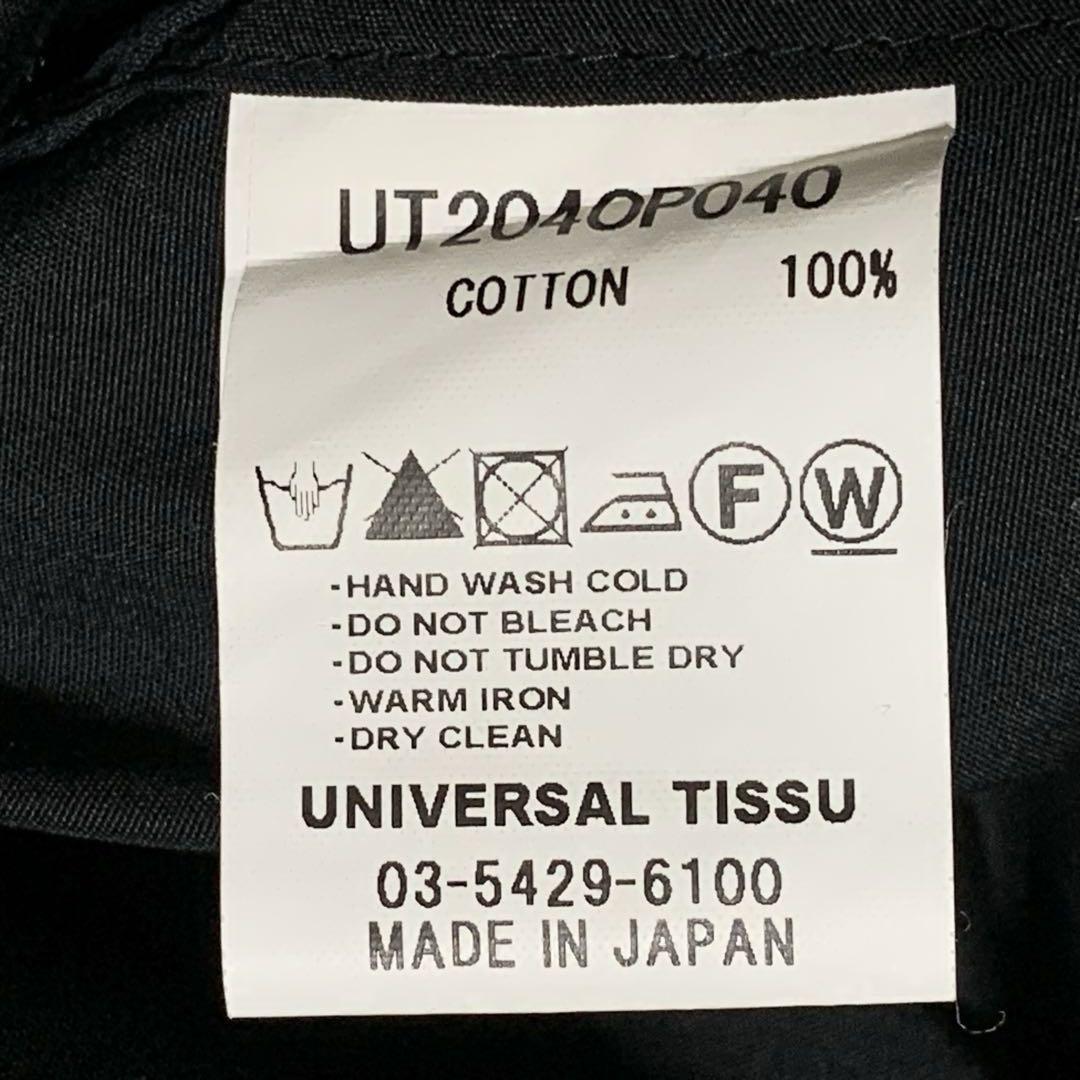 UT204OP040
COTTON 100%
F W
-HAND WASH COLD
-DO NOT BLEACH
-DO NOT TUMBLE DRY
-WARM IRON
-DRY CLEAN
UNIVERSAL TISSU
03-5429-6100
MADE IN JAPAN